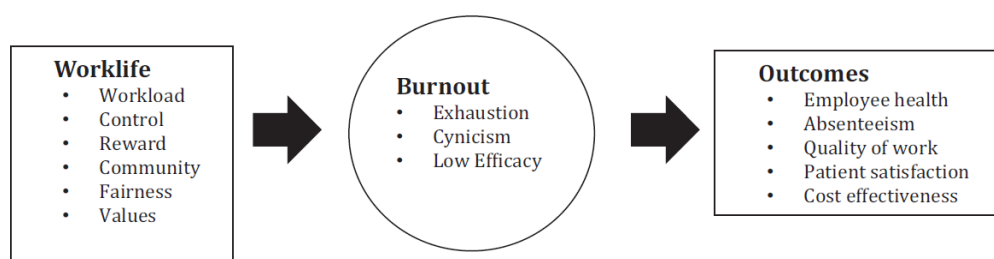 Worklife
• Workload
• Control
• Reward
• Community
• Fairness
• Values
Burnout
• Exhaustion
• Cynicism
• Low Efficacy
Outcomes
• Employee health
• Absenteeism
• Quality of work
• Patient satisfaction
• Cost effectiveness